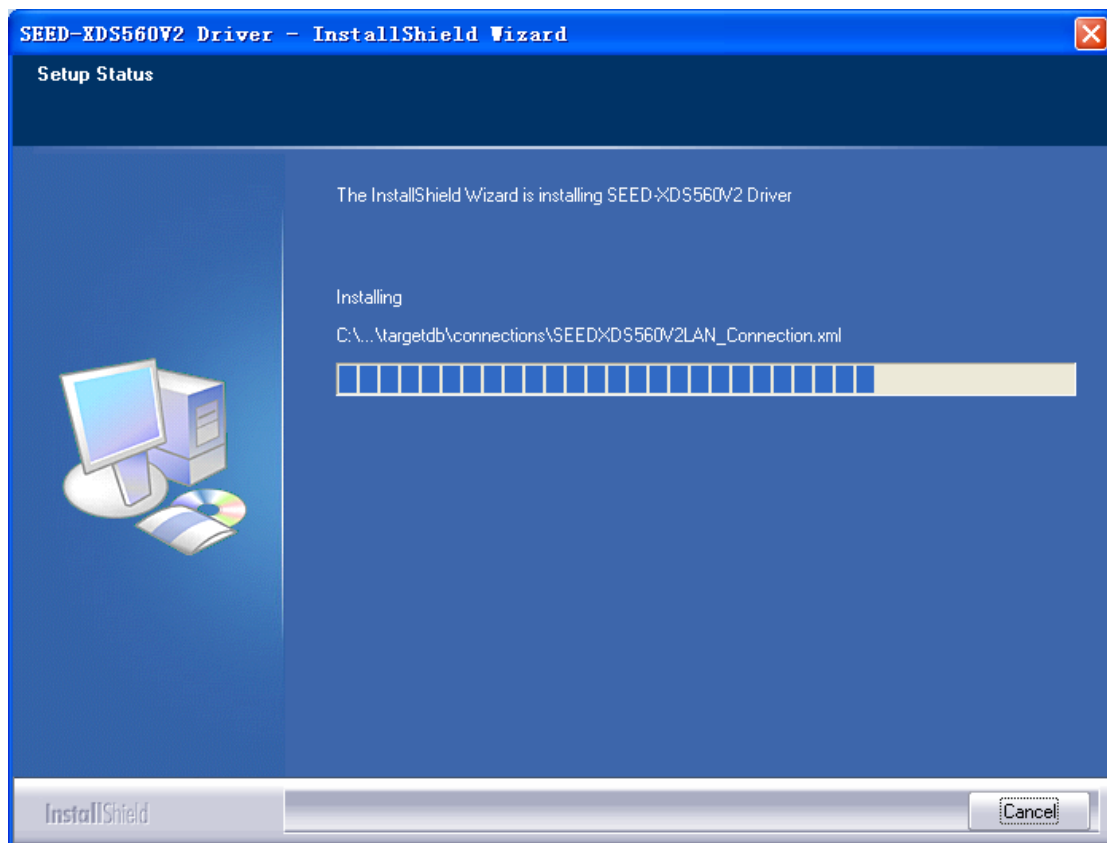 SEED-XDS560V2 Driver - InstallShield Wizard
Setup Status
The InstallShield Wizard is installing SEED-XDS560V2 Driver
Installing
C:\...\targetdb\connections\SEEDXDS560V2LAN_Connection.xml
InstallShield
Cancel